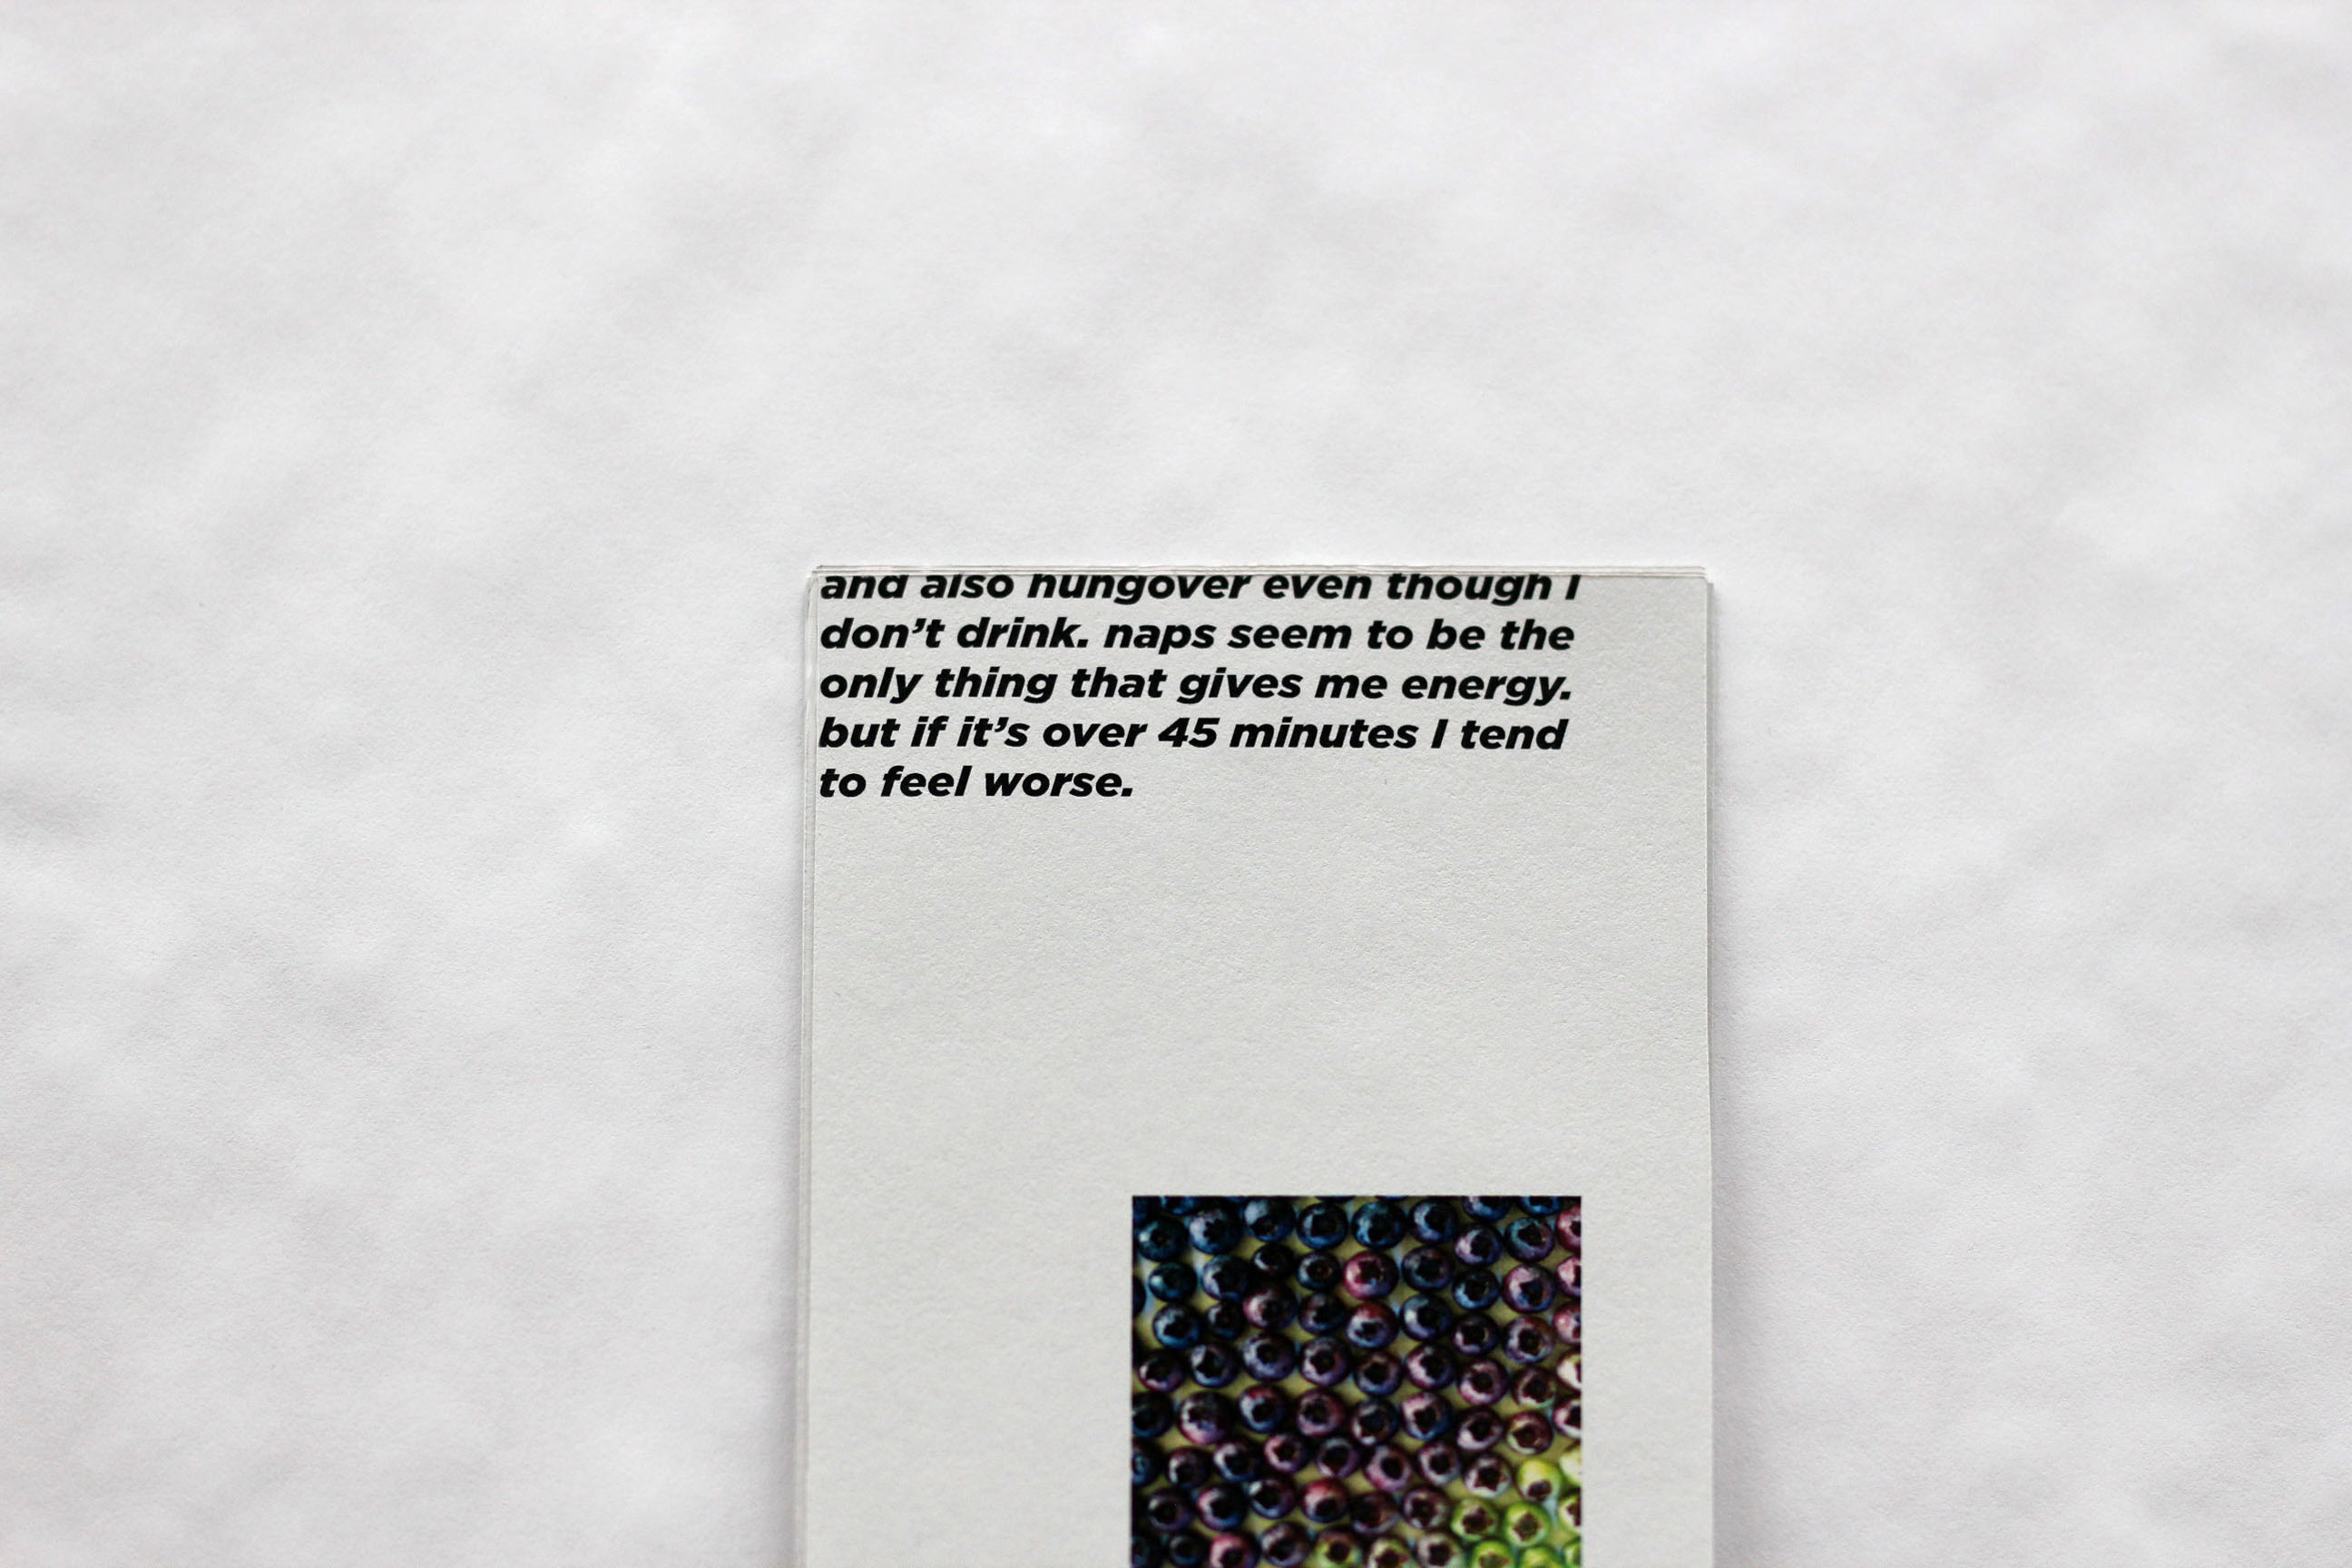 and also hungover even though I
don’t drink. naps seem to be the
only thing that gives me energy.
but if it’s over 45 minutes I tend
to feel worse.